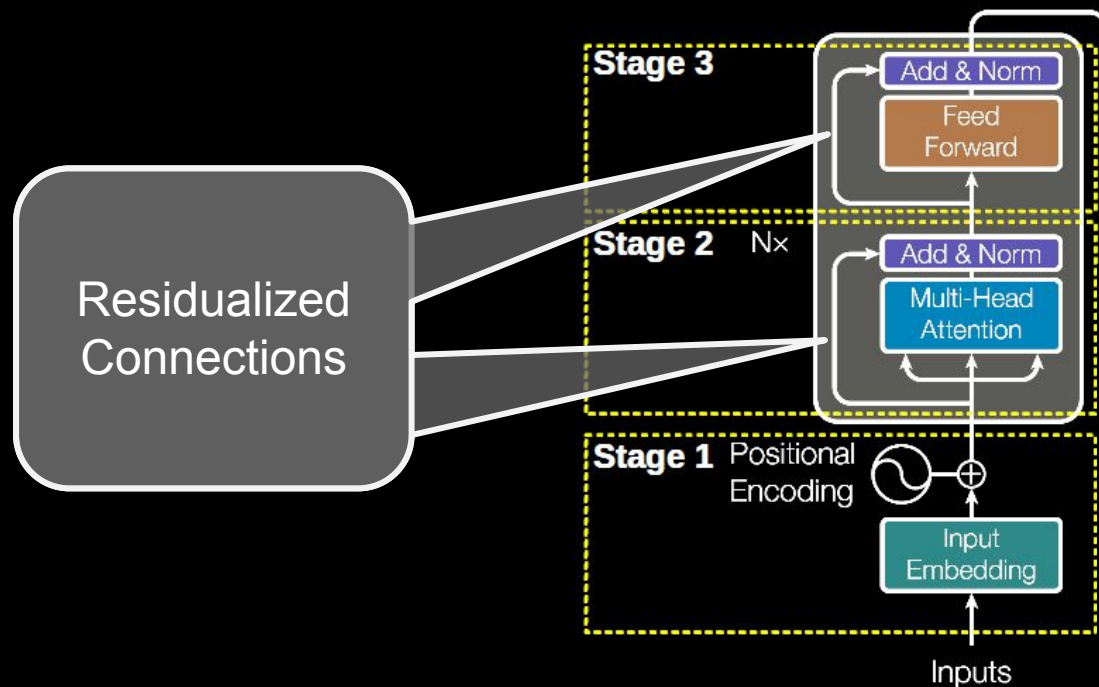 Residualized
Connections
Stage 3
Add & Norm
Feed
Forward
Stage 2
N×
Add & Norm
Multi-Head
Attention
Stage 1
Positional
Encoding
Input
Embedding
Inputs